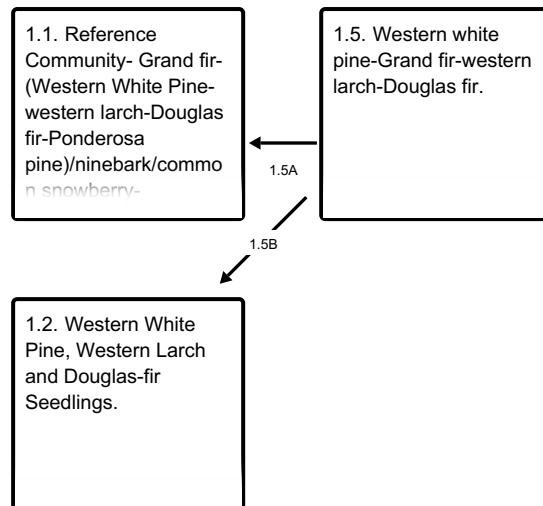 1.1. Reference
Community- Grand fir-
(Western White Pine-
western larch-Douglas
fir-Ponderosa
pine)/ninebark/commo
n snowberry-
1.5. Western white
pine-Grand fir-western
larch-Douglas fir.
1.5A
1.5B
1.2. Western White
Pine, Western Larch
and Douglas-fir
Seedlings.